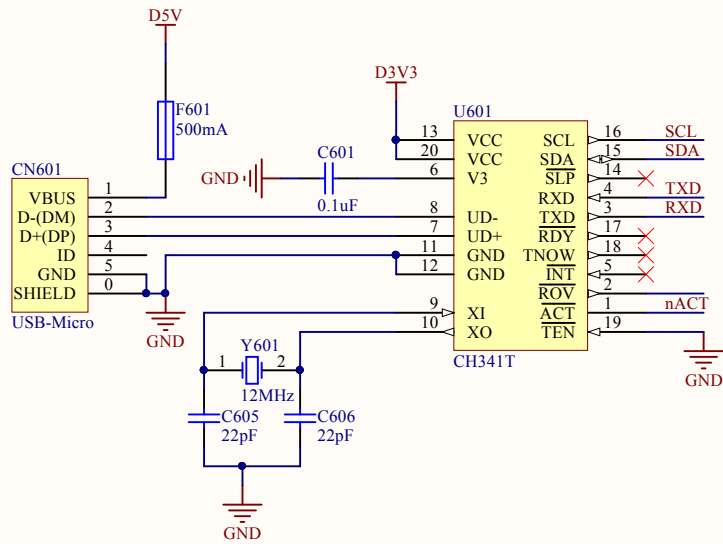 D5V
D3V3
F601
500mA
U601
CN601
C601
GND
0.1uF
VBUS 1
D-(DM) 2
D+(DP) 3
ID 4
GND 5
SHIELD 0
USB-Micro
GND
13 VCC SCL 16 SCL
20 VCC SDA 15 SDA
6 V3 SLP 14
RXD 4 TXD
8 UD- TXD 3 RXD
7 UD+ RDY 17
11 GND TNOW 18
12 GND INT 5
ROV 2
9 XI ACT 1 nACT
10 XO TEN 19
CH341T
GND
Y601
1 2
12MHz
C605
22pF
C606
22pF
GND